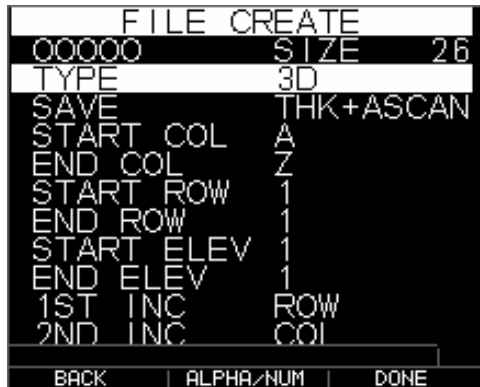 FILE CREATE
00000 SIZE 26
TYPE 3D
SAVE THK+ASCAN
START COL A
END COL Z
START ROW 1
END ROW 1
START ELEV 1
END ELEV 1
1ST INC ROW
2ND INC COL
BACK | ALPHA/NUM | DONE